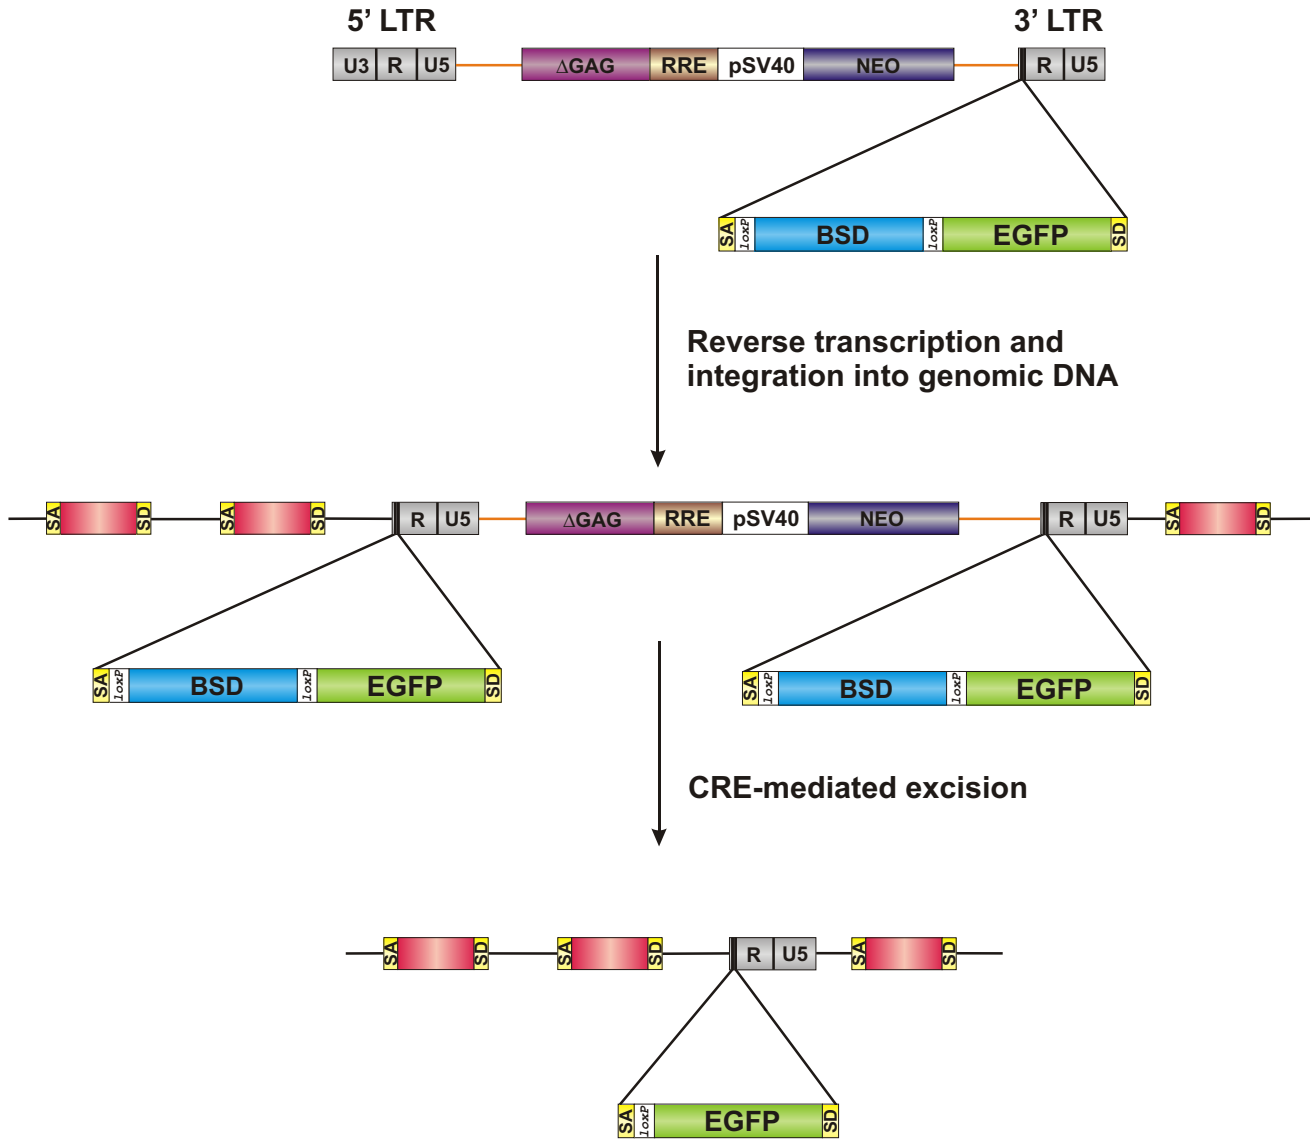 5’ LTR 3’ LTR
U3 R U5 ΔGAG RRE pSV40 NEO R U5
SA loxP BSD loxP EGFP SD
Reverse transcription and
integration into genomic DNA
SA SD SA SD R U5 ΔGAG RRE pSV40 NEO R U5 SA SD
SA loxP BSD loxP EGFP SD SA loxP BSD loxP EGFP SD
CRE-mediated excision
SA SD SA SD R U5 SA SD
SA loxP EGFP SD